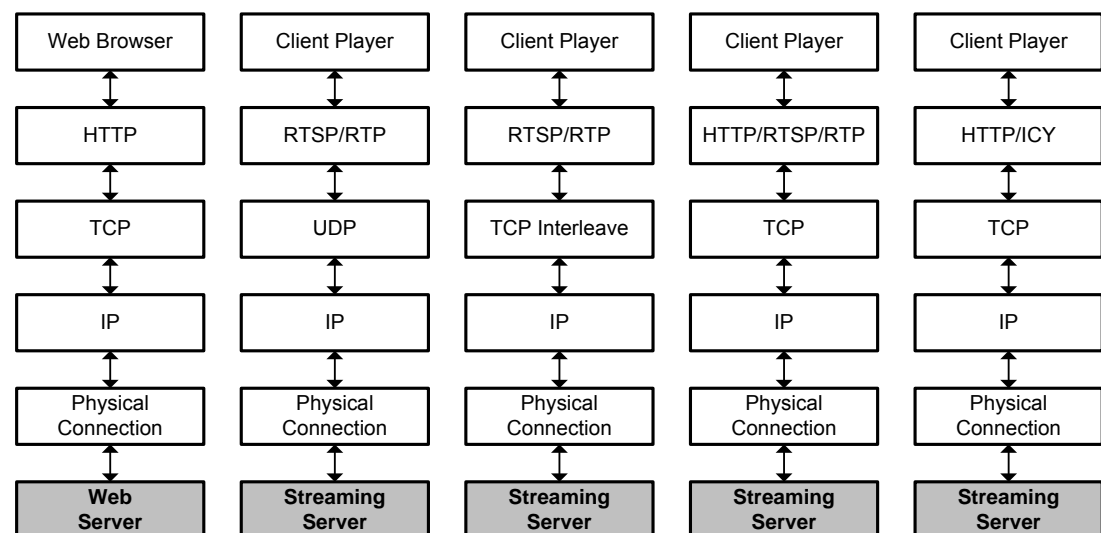 Web Browser
Client Player
Client Player
Client Player
Client Player
HTTP
RTSP/RTP
RTSP/RTP
HTTP/RTSP/RTP
HTTP/ICY
TCP
UDP
TCP Interleave
TCP
TCP
IP
IP
IP
IP
IP
Physical
Connection
Physical
Connection
Physical
Connection
Physical
Connection
Physical
Connection
Web
Server
Streaming
Server
Streaming
Server
Streaming
Server
Streaming
Server